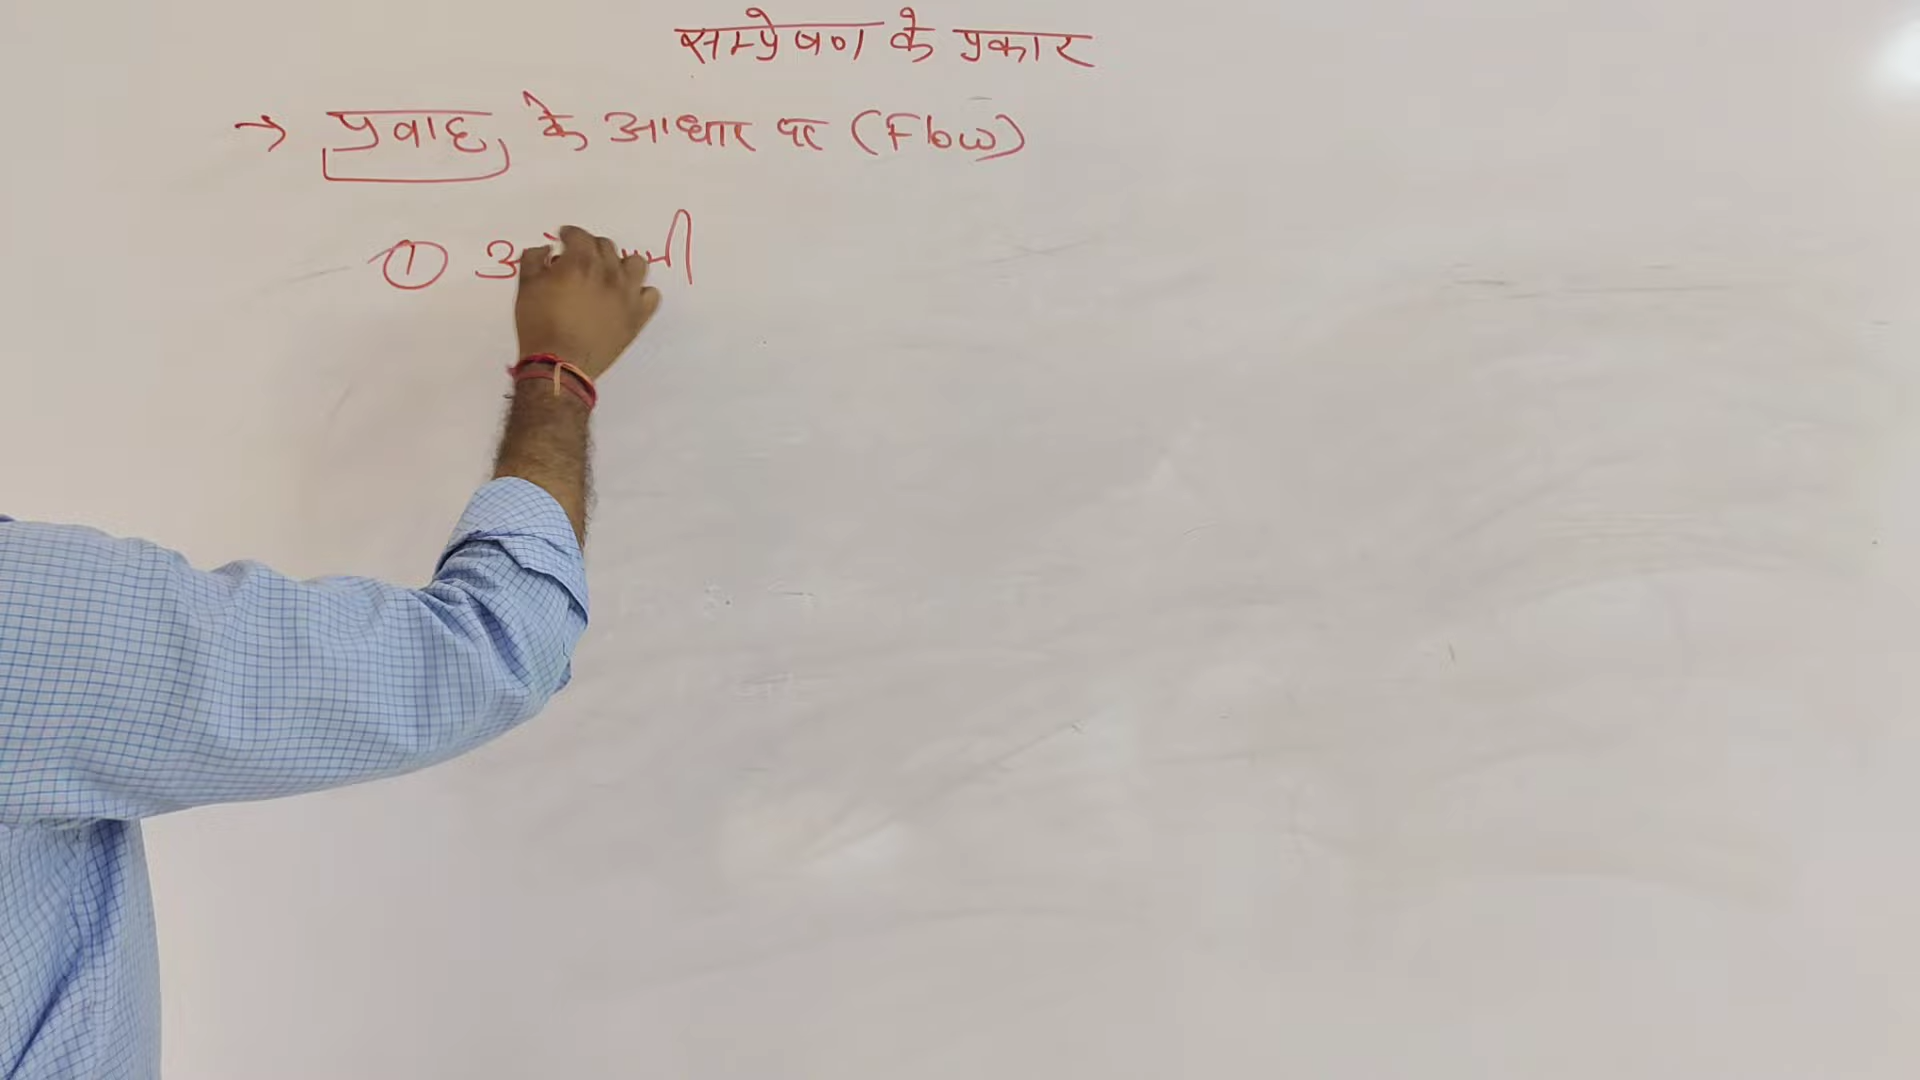 सम्प्रेषण के प्रकार
→ प्रवाह के आधार पर (Flow)
①